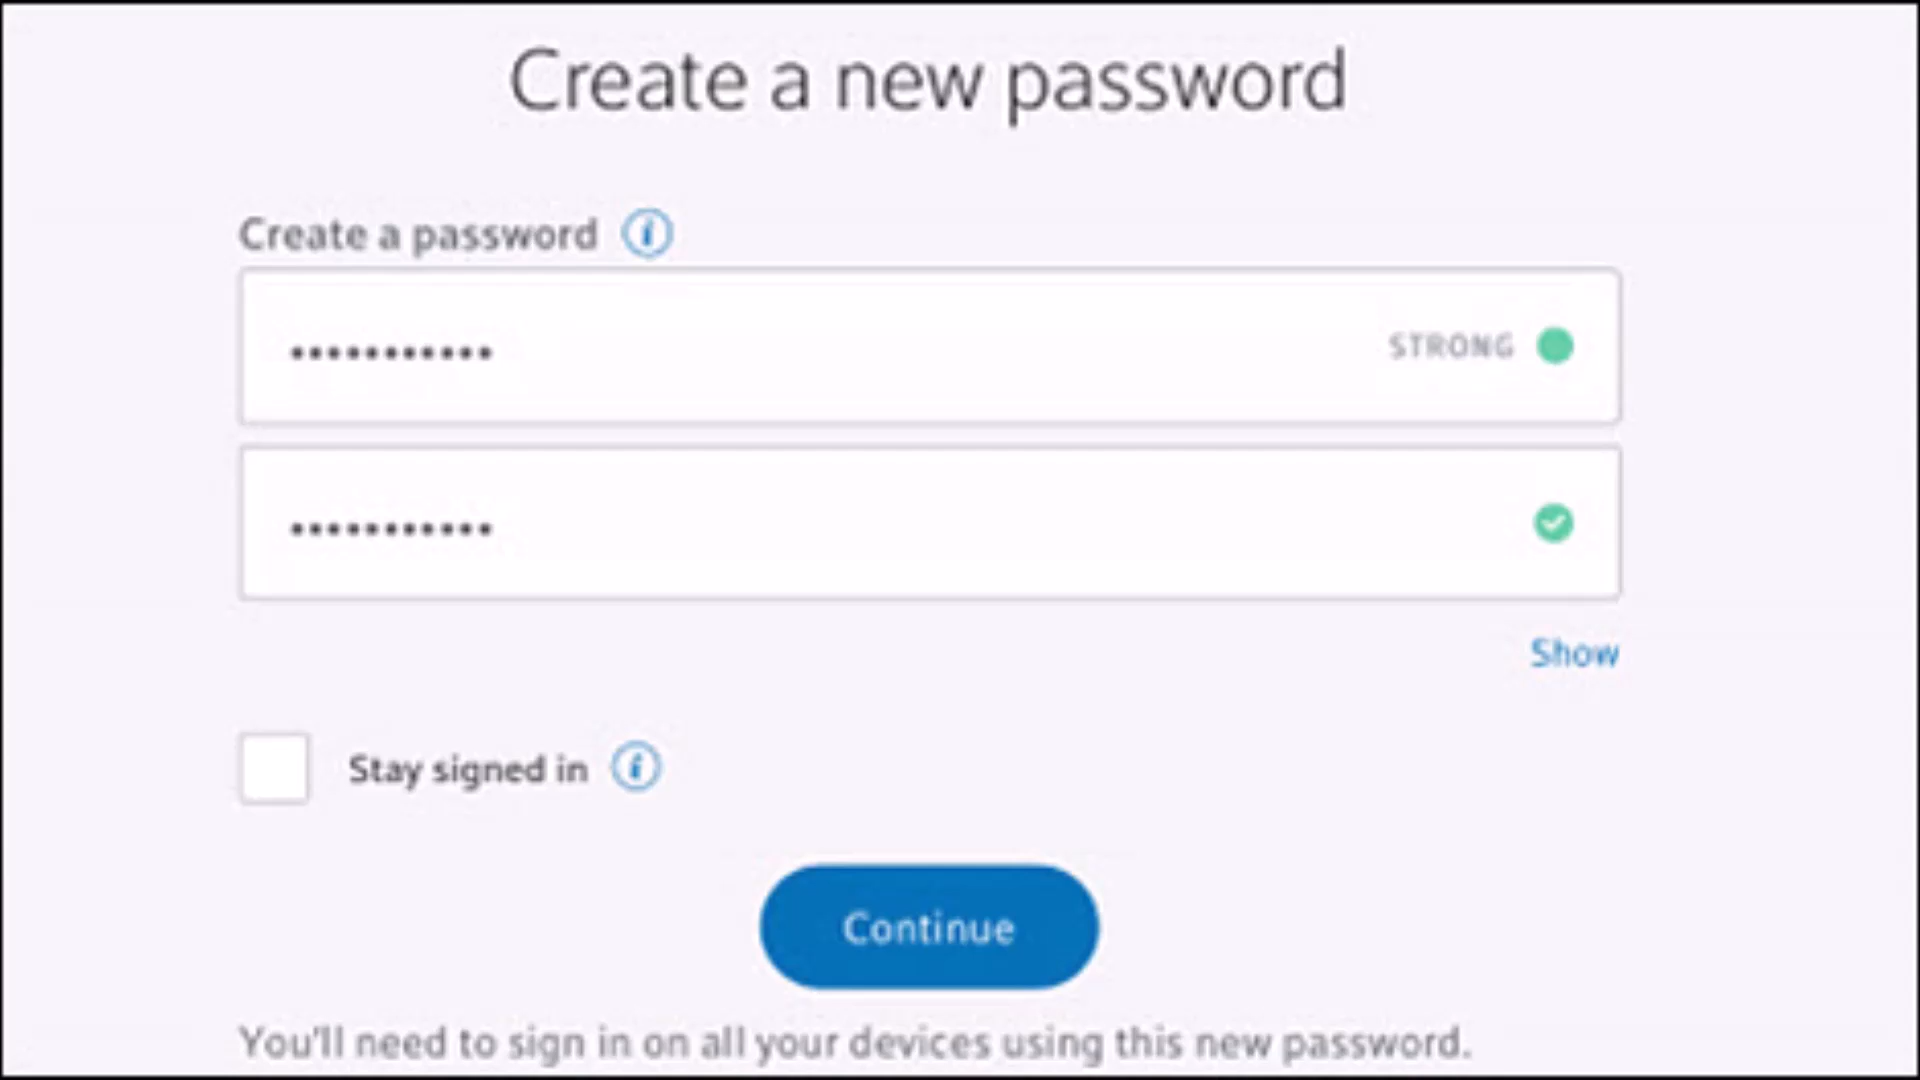 Create a new password
Create a password
•••••••••••
STRONG
•••••••••••
Show
Stay signed in
Continue
You'll need to sign in on all your devices using this new password.